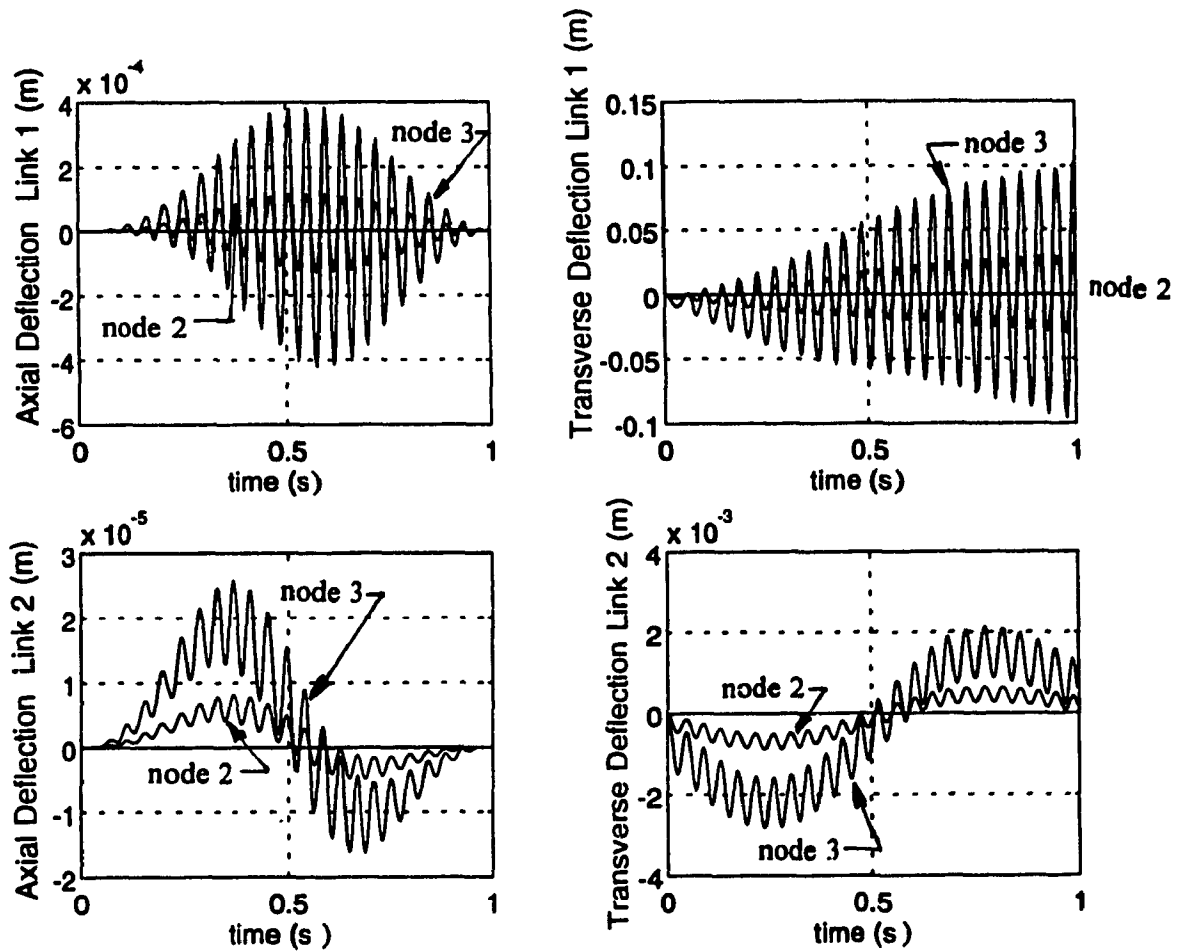 x 10⁻⁴
Axial Deflection Link 1 (m)
4
2
0
-2
-4
-6
node 3
node 2
0
0.5
1
time (s)
Transverse Deflection Link 1 (m)
0.15
0.1
0.05
0
-0.05
-0.1
node 3
node 2
0
0.5
1
time (s)
x 10⁻⁵
Axial Deflection Link 2 (m)
3
2
1
0
-1
-2
node 3
node 2
0
0.5
1
time (s)
x 10⁻³
Transverse Deflection Link 2 (m)
4
2
0
-2
-4
node 2
node 3
0
0.5
1
time (s)